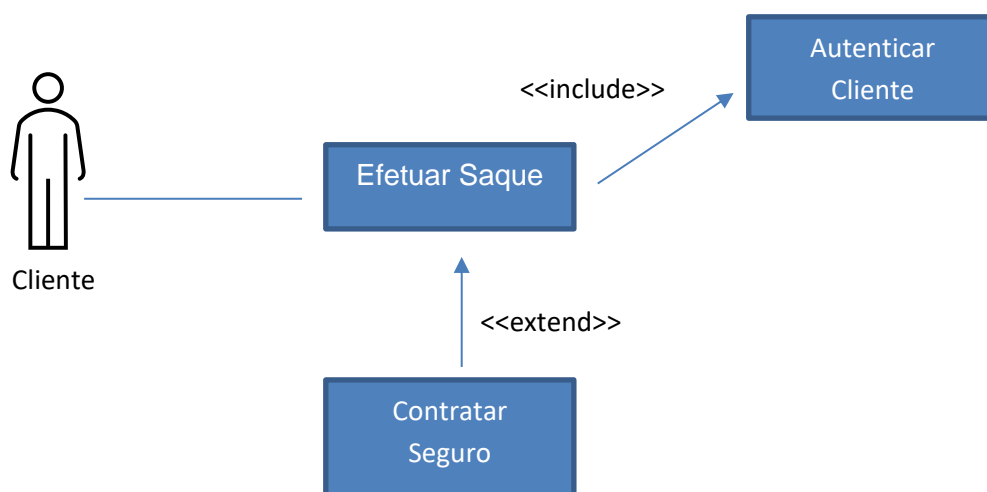 Autenticar
Cliente
<<include>>
Efetuar Saque
Cliente
<<extend>>
Contratar
Seguro